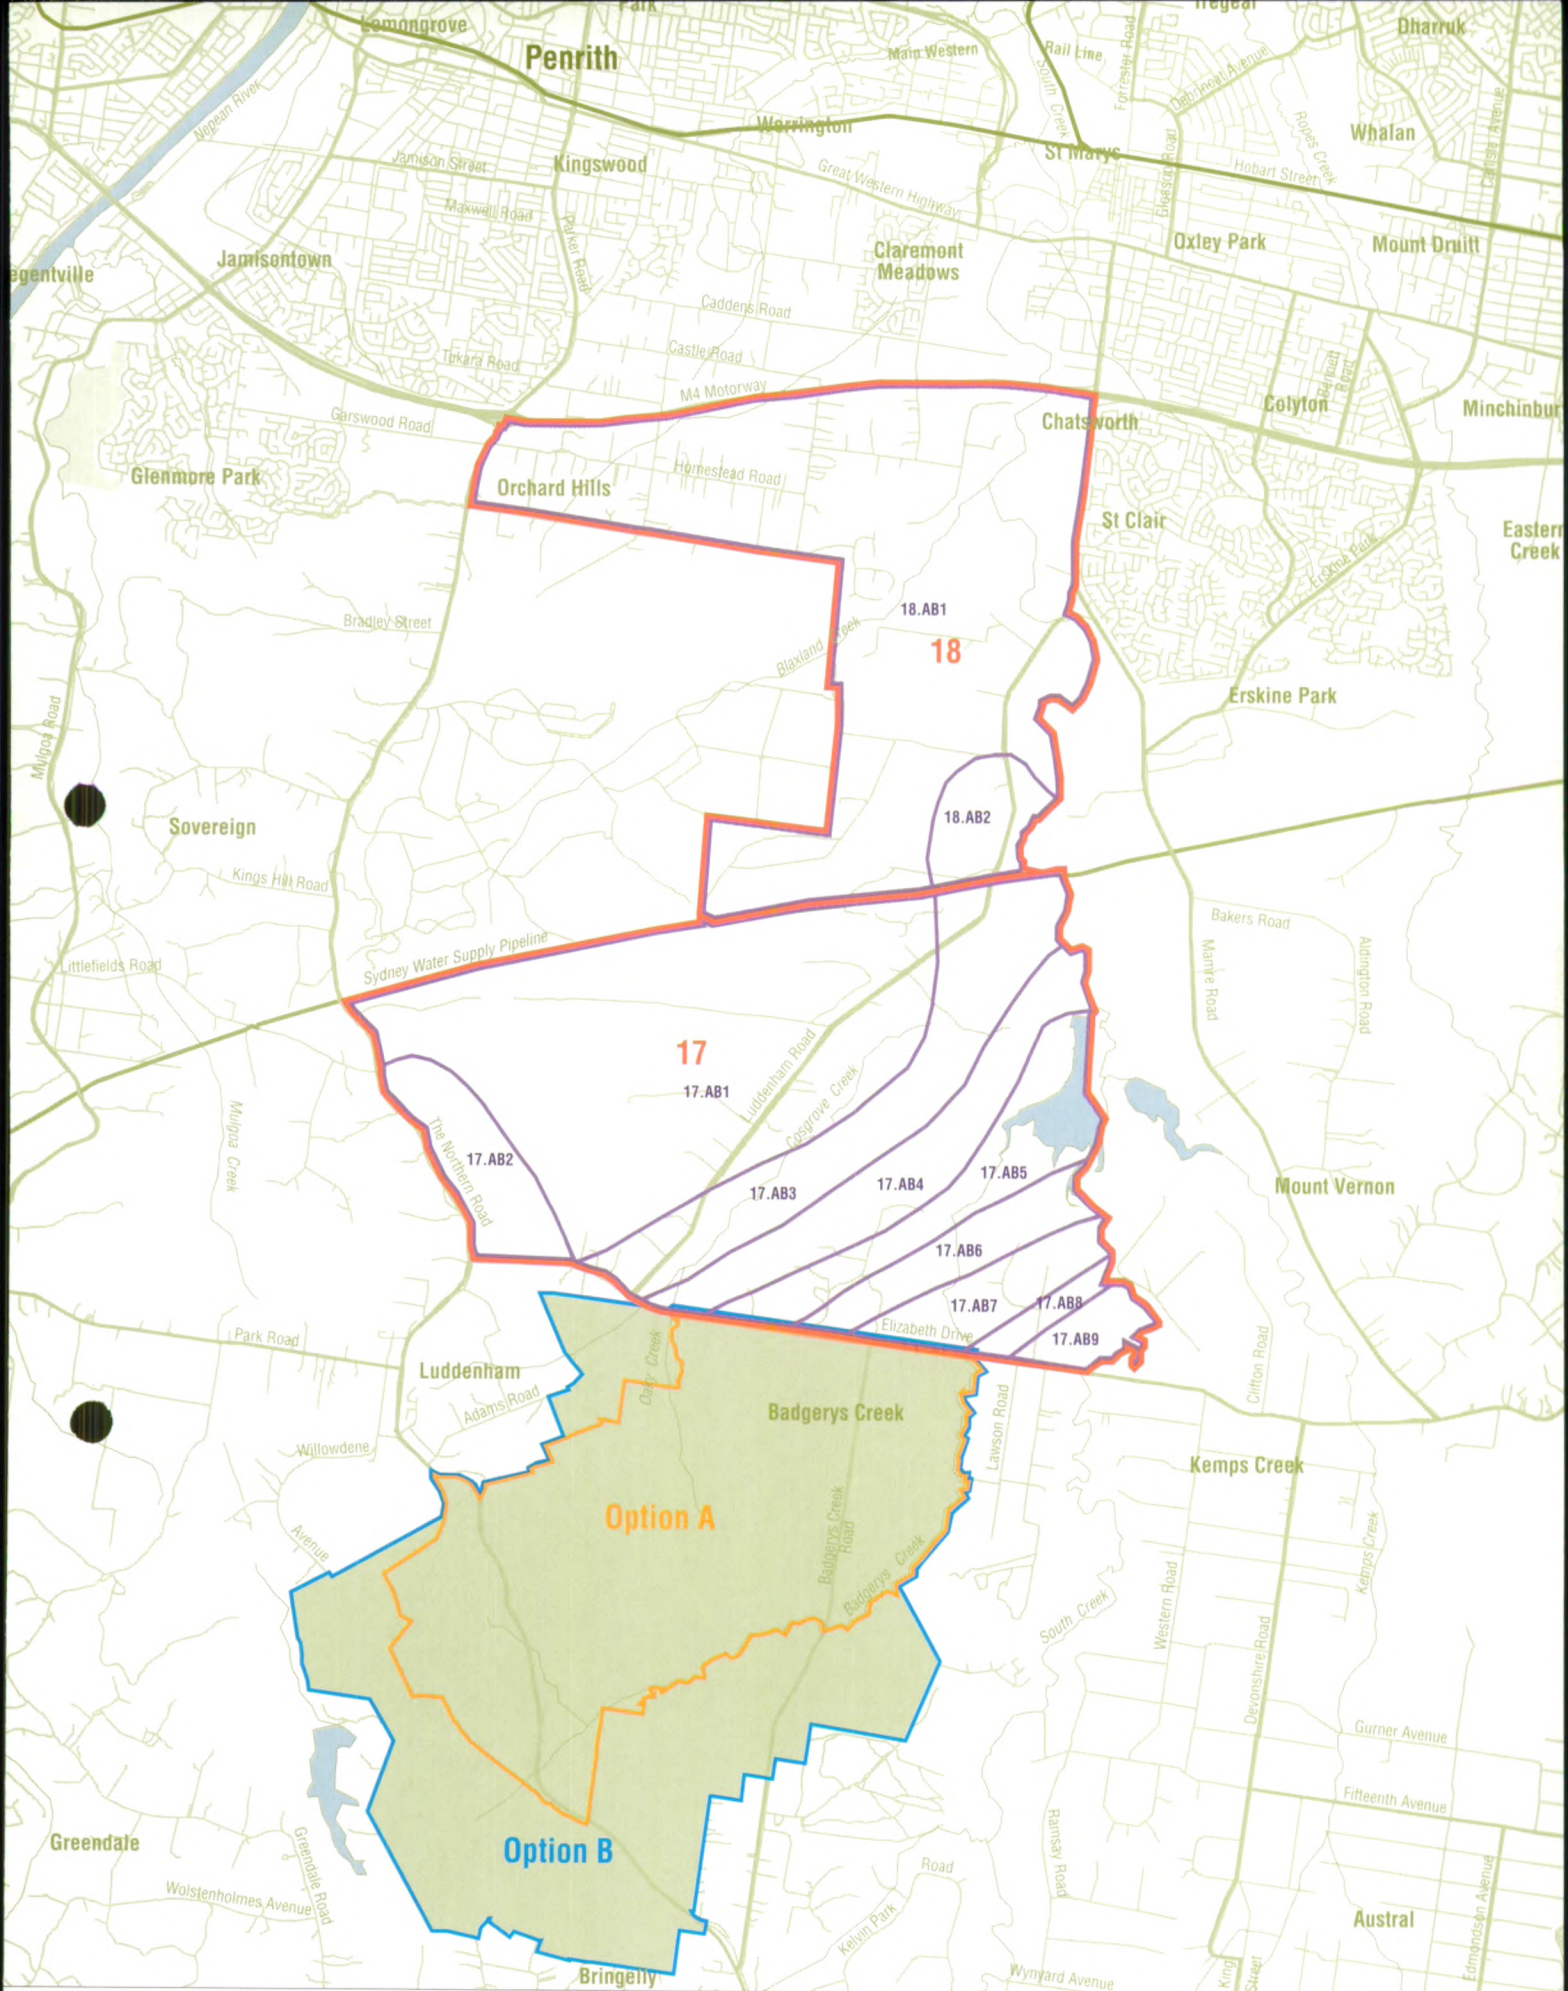 Lemongrove
Park
Tregear
Dharruk
Penrith
Main Western
Rail Line
Forrester Road
Debrincat Avenue
Carlisle Avenue
Nepean River
South Creek
Ropes Creek
Whalan
Werrington
St Marys
Jamison Street
Kingswood
Great Western Highway
Glossop Road
Hobart Street
Maxwell Road
Parker Road
Oxley Park
Mount Druitt
Claremont
Meadows
Jamisontown
egentville
Caddens Road
Castle Road
Tukara Road
M4 Motorway
Bennett
Road
Colyton
Minchinbur
Garswood Road
Chatsworth
Glenmore Park
Homestead Road
Orchard Hills
St Clair
Eastern
Creek
Erskine Park
18.AB1
Bradley Street
Blaxland Creek
18
Erskine Park
Mulgoa Road
18.AB2
Sovereign
Kings Hill Road
Bakers Road
Sydney Water Supply Pipeline
Littlefields Road
Mamre Road
Aldington Road
17
17.AB1
Luddenham Road
Cosgrove Creek
Mulgoa Creek
The Northern Road
17.AB2
17.AB3
17.AB4
17.AB5
Mount Vernon
17.AB6
17.AB7
17.AB8
17.AB9
Elizabeth Drive
Park Road
Oaky Creek
Clifton Road
Luddenham
Adams Road
Badgerys Creek
Lawson Road
Willowdene
Avenue
Kemps Creek
Option A
Badgerys Creek
Road
Badgerys Creek
Kemps Creek
South Creek
Western Road
Devonshire Road
Gurner Avenue
Fifteenth Avenue
Greendale
Greendale Road
Option B
Ramsay Road
Road
Kelvin Park
Wolstenholmes Avenue
Austral
Edmondson Avenue
Bringelly
Wynyard Avenue
King
Street